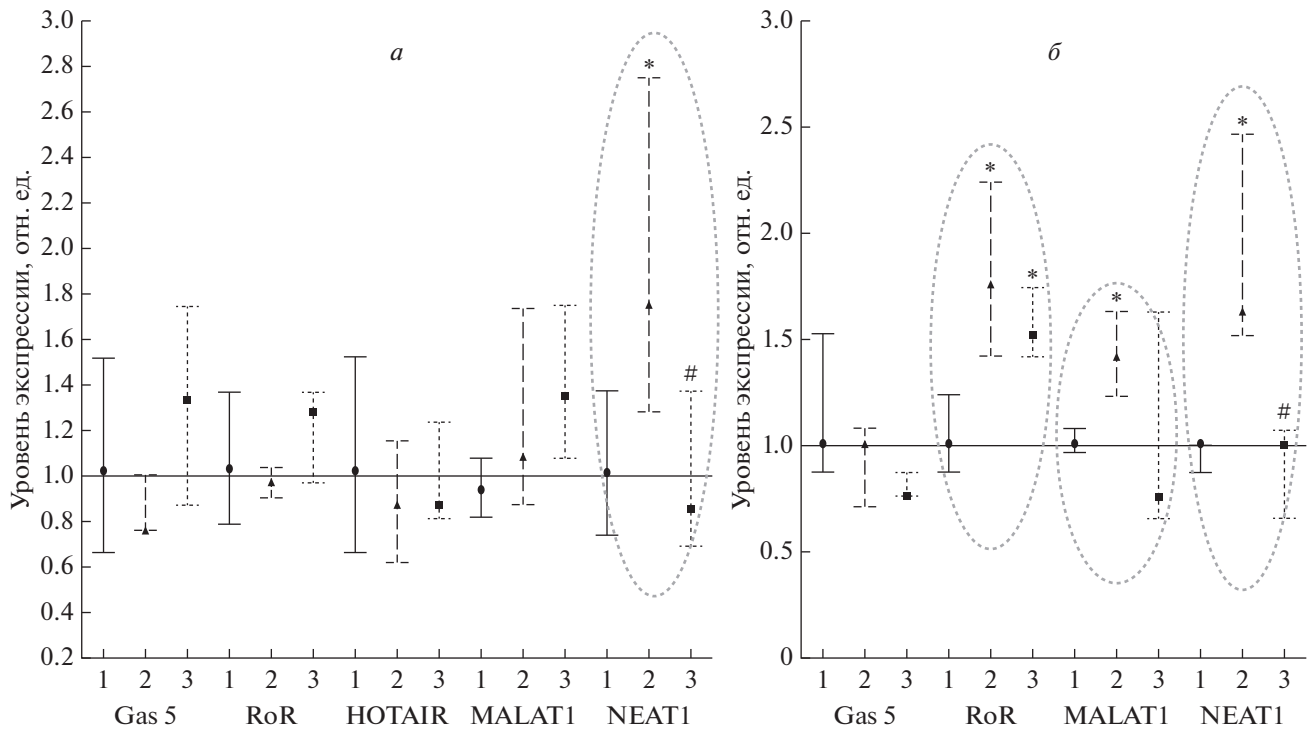 а
Уровень экспрессии, отн. ед.
3.0
2.8
2.6
2.4
2.2
2.0
1.8
1.6
1.4
1.2
1.0
0.8
0.6
0.4
0.2
*
#
1 2 3 1 2 3 1 2 3 1 2 3 1 2 3
Gas 5 RoR HOTAIR MALAT1 NEAT1
б
Уровень экспрессии, отн. ед.
3.0
2.5
2.0
1.5
1.0
0.5
0
* * * *
#
1 2 3 1 2 3 1 2 3 1 2 3
Gas 5 RoR MALAT1 NEAT1